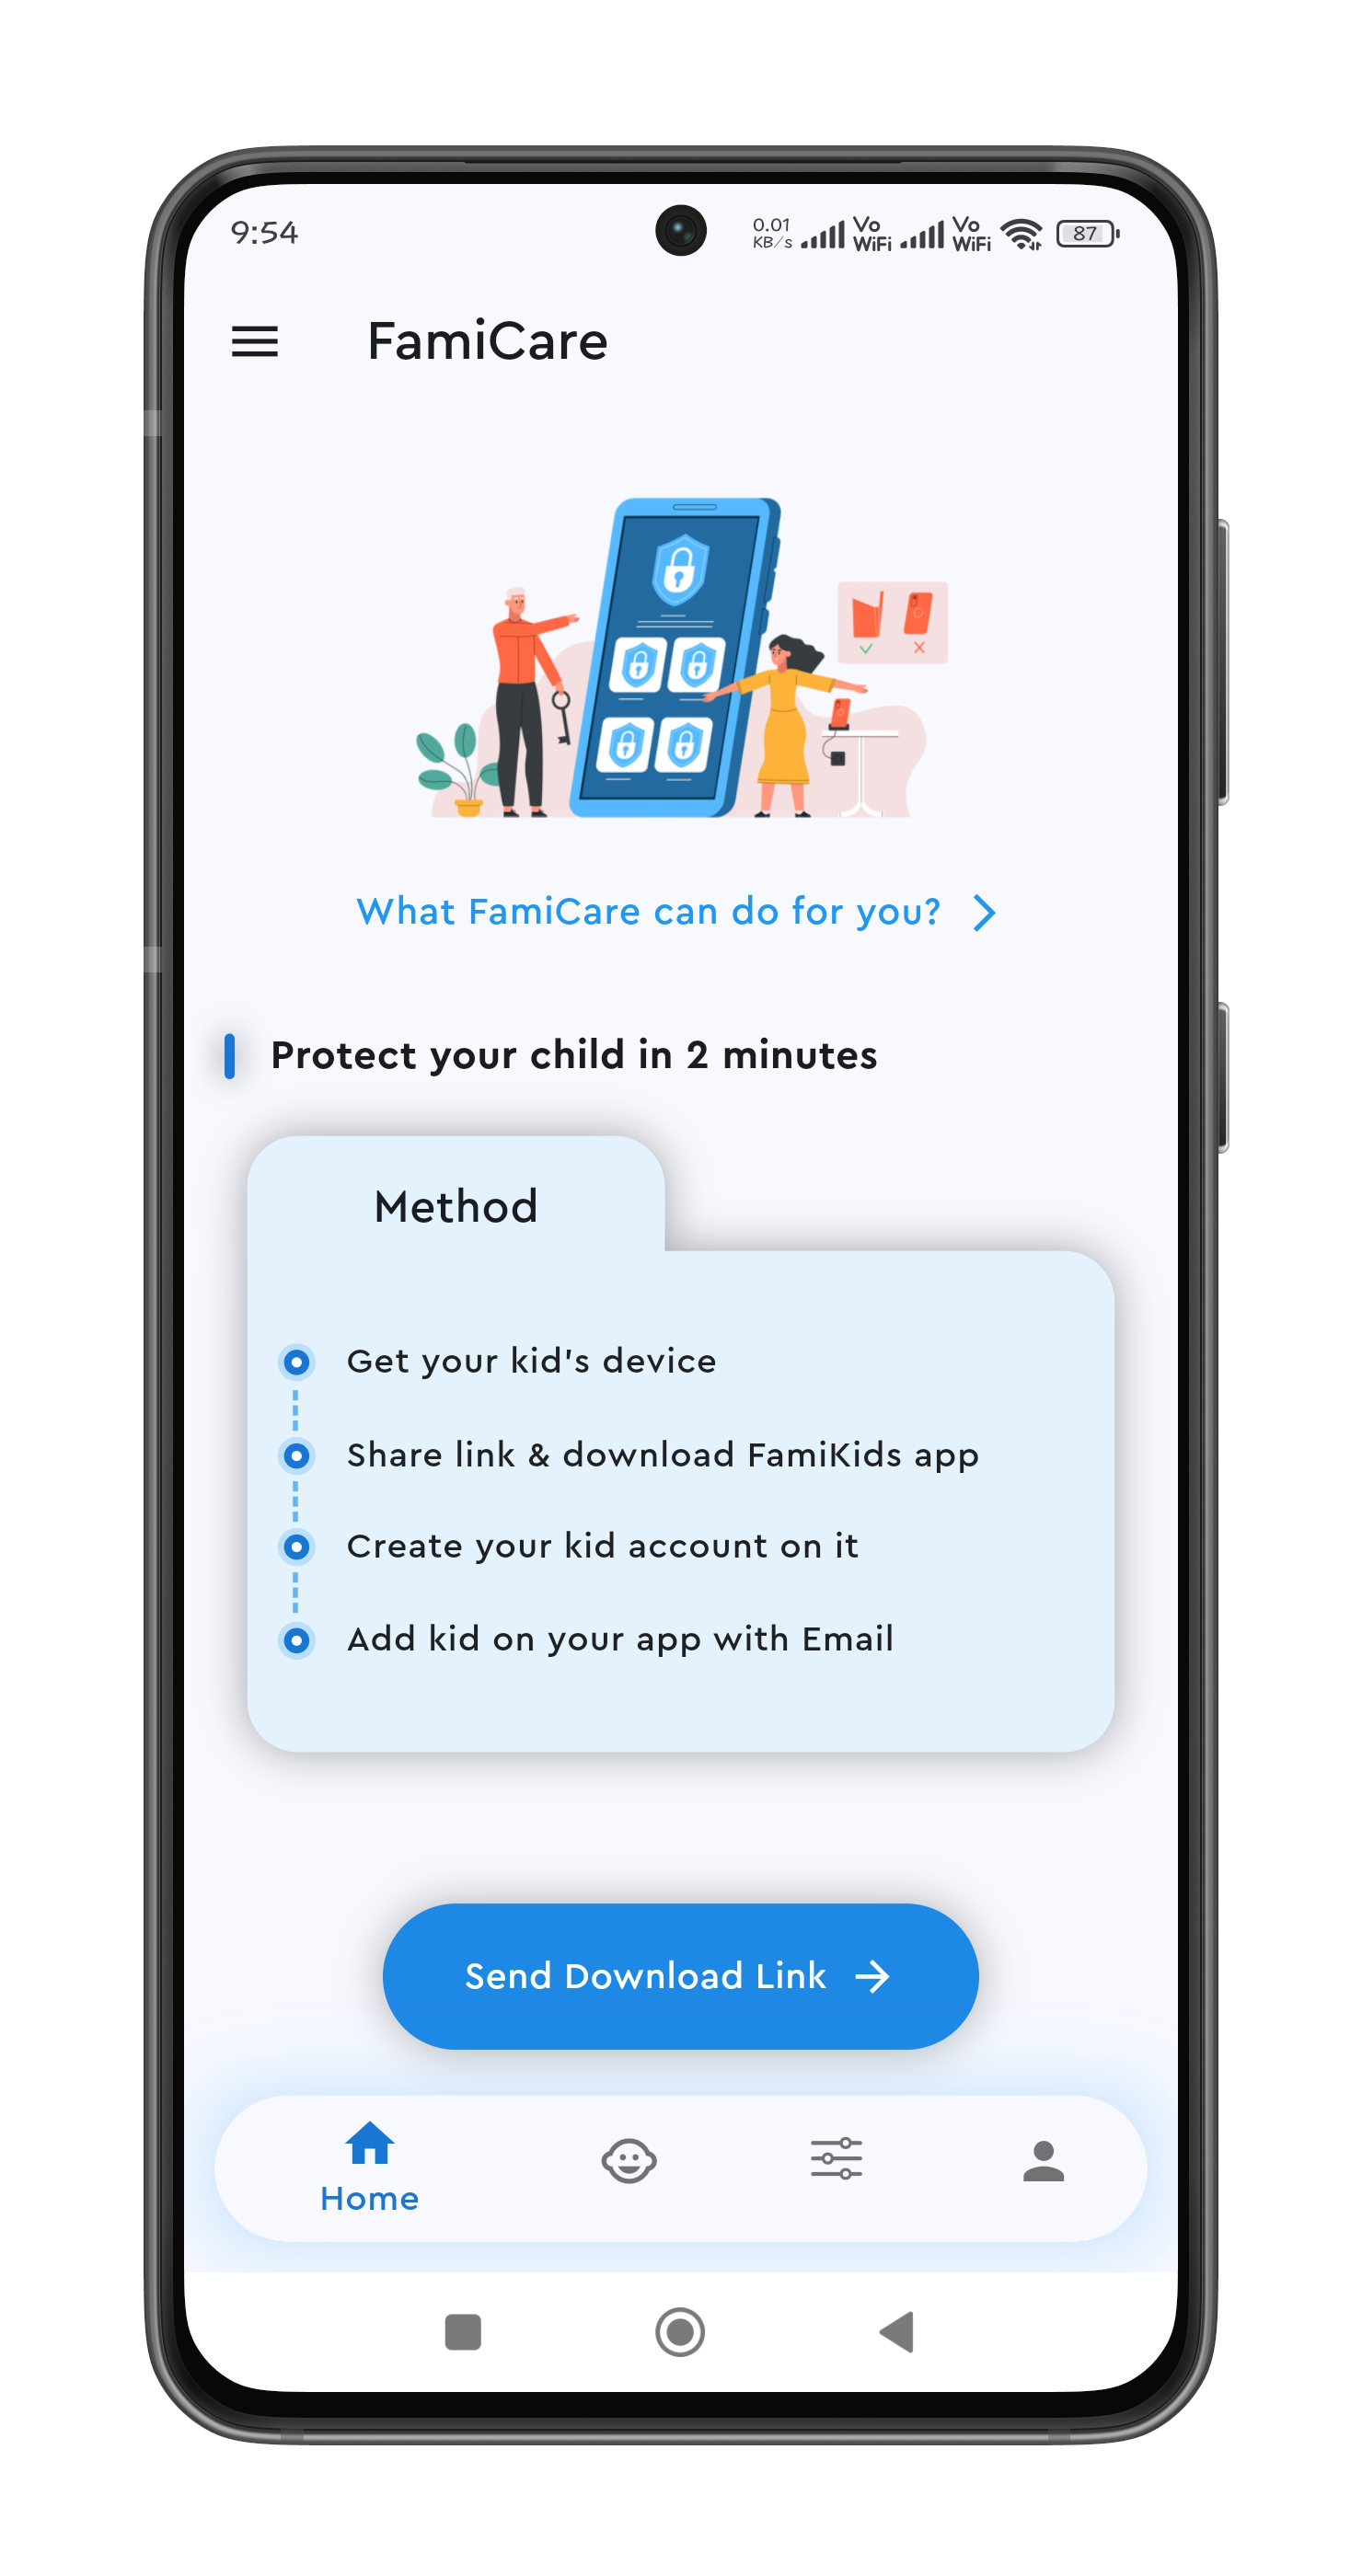 9:54
0.01
KB/s
Vo
WiFi
Vo
WiFi
87
FamiCare
What FamiCare can do for you?
Protect your child in 2 minutes
Method
Get your kid's device
Share link & download FamiKids app
Create your kid account on it
Add kid on your app with Email
Send Download Link
Home